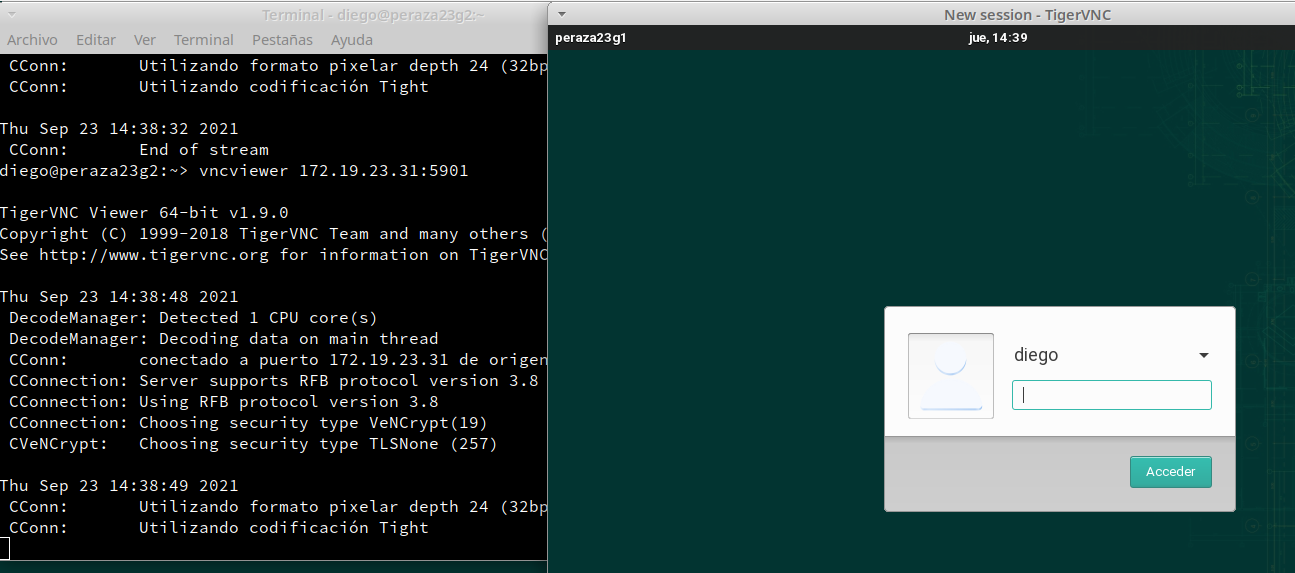 Terminal - diego@peraza23g2:~
Archivo Editar Ver Terminal Pestañas Ayuda
CConn: Utilizando formato pixelar depth 24 (32bp
CConn: Utilizando codificación Tight
Thu Sep 23 14:38:32 2021
CConn: End of stream
diego@peraza23g2:~> vncviewer 172.19.23.31:5901
TigerVNC Viewer 64-bit v1.9.0
Copyright (C) 1999-2018 TigerVNC Team and many others (
See http://www.tigervnc.org for information on TigerVNC
Thu Sep 23 14:38:48 2021
DecodeManager: Detected 1 CPU core(s)
DecodeManager: Decoding data on main thread
CConn: conectado a puerto 172.19.23.31 de origen
CConnection: Server supports RFB protocol version 3.8
CConnection: Using RFB protocol version 3.8
CConnection: Choosing security type VeNCrypt(19)
CVeNCrypt: Choosing security type TLSNone (257)
Thu Sep 23 14:38:49 2021
CConn: Utilizando formato pixelar depth 24 (32bp
CConn: Utilizando codificación Tight
New session - TigerVNC
peraza23g1 jue, 14:39
diego
Acceder